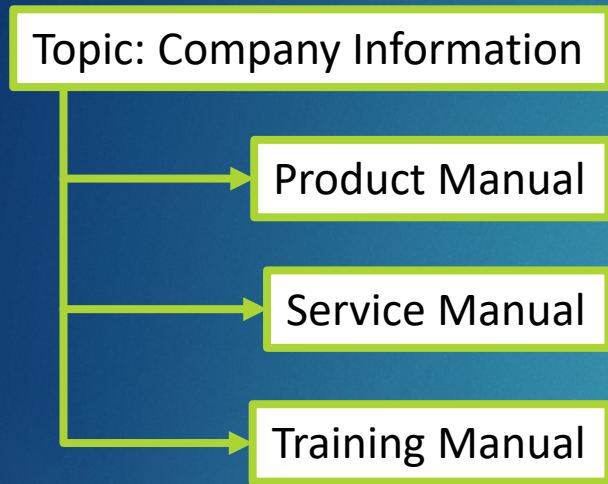 Topic: Company Information
Product Manual
Service Manual
Training Manual